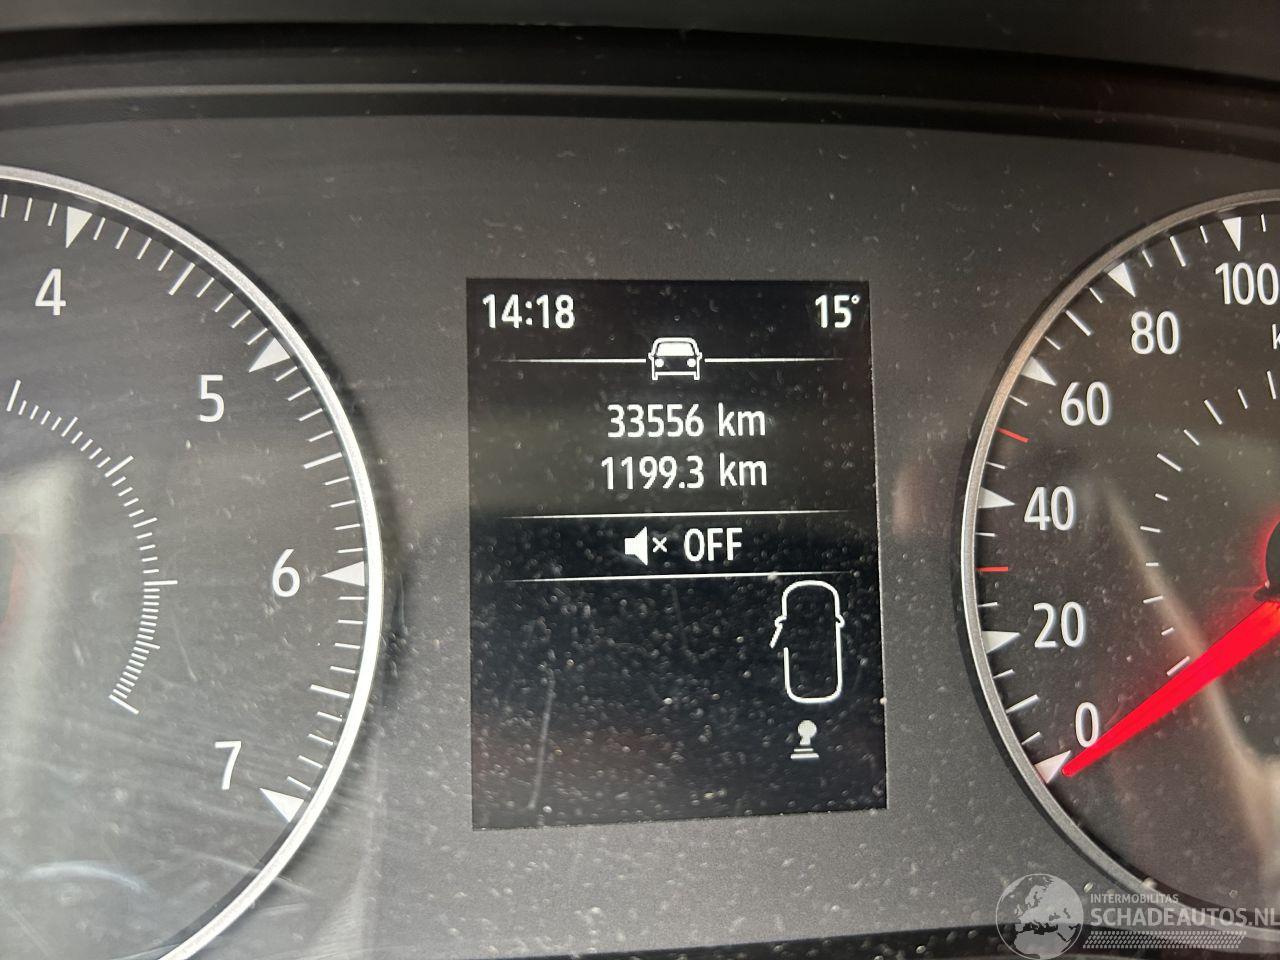 14:18 15°
33556 km
1199.3 km
OFF
4
5
6
7
100
80
60
40
20
0
INTERMOBILITAS
SCHADEAUTOS.NL